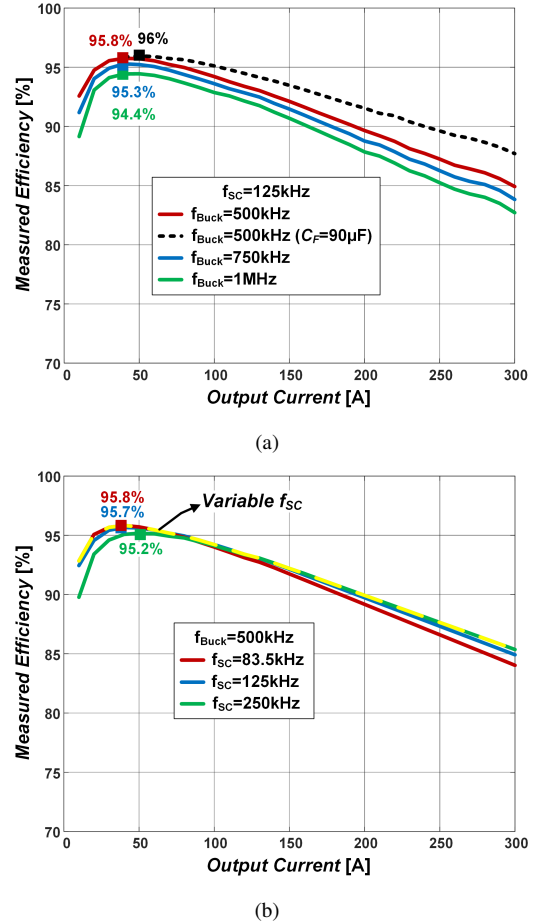 100
95
90
85
80
75
70
0
50
100
150
200
250
300
Measured Efficiency [%]
Output Current [A]
95.8%
96%
95.3%
94.4%
fSC=125kHz
fBuck=500kHz
fBuck=500kHz (CF=90µF)
fBuck=750kHz
fBuck=1MHz
(a)
100
95
90
85
80
75
70
0
50
100
150
200
250
300
Measured Efficiency [%]
Output Current [A]
95.8%
95.7%
95.2%
Variable fSC
fBuck=500kHz
fSC=83.5kHz
fSC=125kHz
fSC=250kHz
(b)